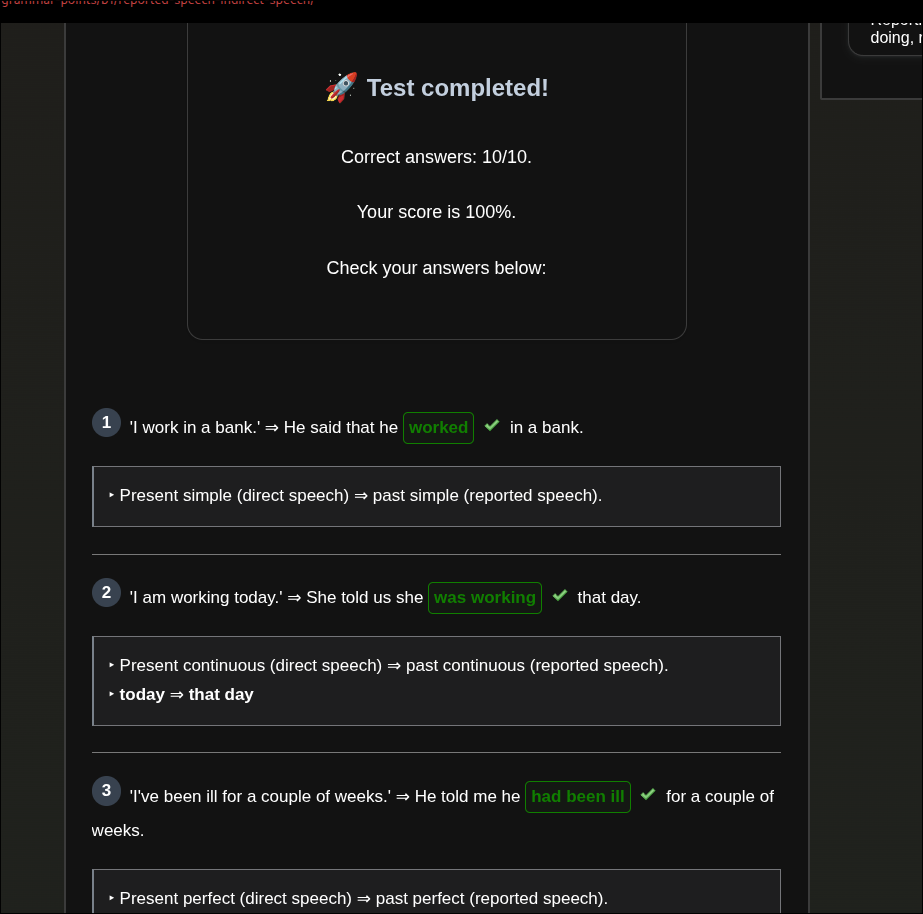 grammar-points/b1/reported-speech-indirect-speech/
doing, r
🚀 Test completed!
Correct answers: 10/10.
Your score is 100%.
Check your answers below:
1 'I work in a bank.' ⇒ He said that he worked ✔ in a bank.
‣ Present simple (direct speech) ⇒ past simple (reported speech).
2 'I am working today.' ⇒ She told us she was working ✔ that day.
‣ Present continuous (direct speech) ⇒ past continuous (reported speech).
‣ today ⇒ that day
3 'I've been ill for a couple of weeks.' ⇒ He told me he had been ill ✔ for a couple of
weeks.
‣ Present perfect (direct speech) ⇒ past perfect (reported speech).